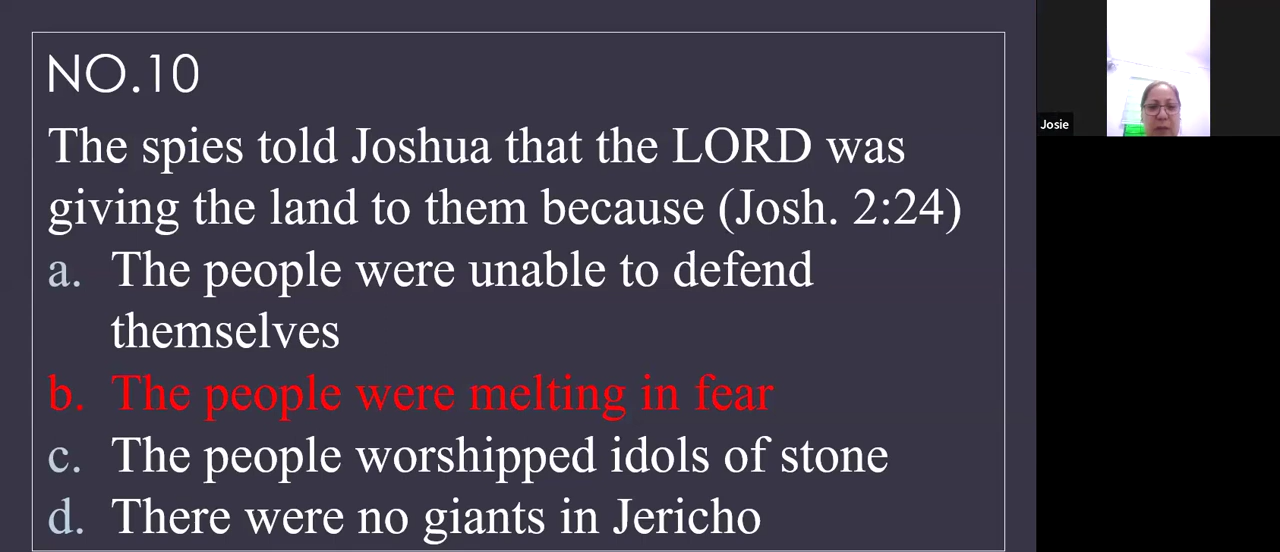 NO.10
The spies told Joshua that the LORD was
giving the land to them because (Josh. 2:24)
a. The people were unable to defend
themselves
b. The people were melting in fear
c. The people worshipped idols of stone
d. There were no giants in Jericho
Josie